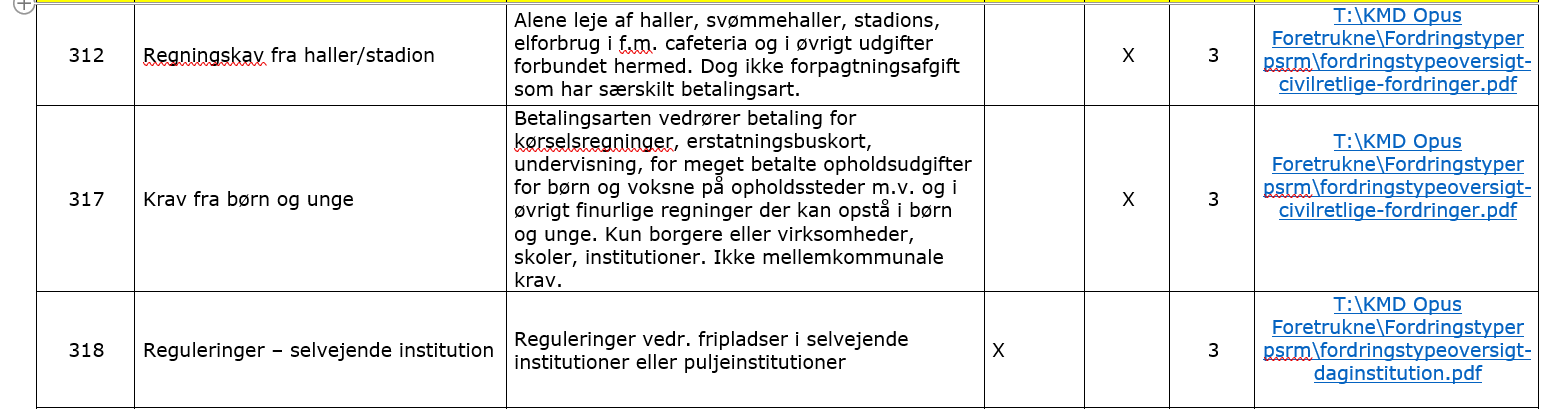 312
Regningskav fra haller/stadion
Alene leje af haller, svømmehaller, stadions,
elforbrug i f.m. cafeteria og i øvrigt udgifter
forbundet hermed. Dog ikke forpagtningsafgift
som har særskilt betalingsart.
X
3
T:\KMD Opus
Foretrukne\Fordringstyper
psrm\fordringstypeoversigt-
civilretlige-fordringer.pdf
317
Krav fra børn og unge
Betalingsarten vedrører betaling for
kørselsregninger, erstatningsbuskort,
undervisning, for meget betalte opholdsudgifter
for børn og voksne på opholdssteder m.v. og i
øvrigt finurlige regninger der kan opstå i børn
og unge. Kun borgere eller virksomheder,
skoler, institutioner. Ikke mellemkommunale
krav.
X
3
T:\KMD Opus
Foretrukne\Fordringstyper
psrm\fordringstypeoversigt-
civilretlige-fordringer.pdf
318
Reguleringer – selvejende institution
Reguleringer vedr. fripladser i selvejende
institutioner eller puljeinstitutioner
X
3
T:\KMD Opus
Foretrukne\Fordringstyper
psrm\fordringstypeoversigt-
daginstitution.pdf